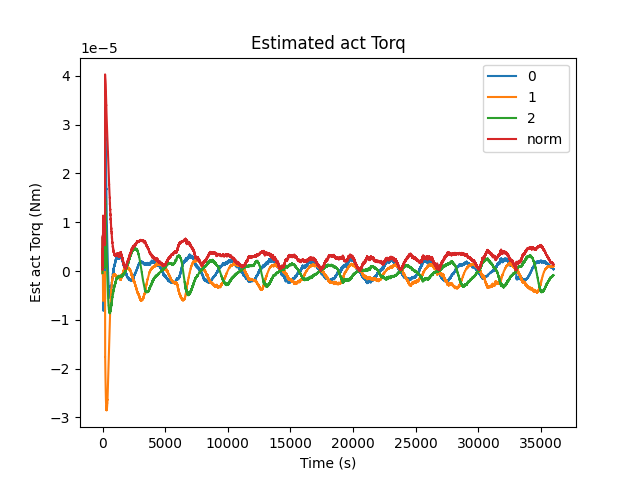 Estimated act Torq
1e−5
4
3
2
1
0
−1
−2
−3
Est act Torq (Nm)
0
1
2
norm
0 5000 10000 15000 20000 25000 30000 35000
Time (s)